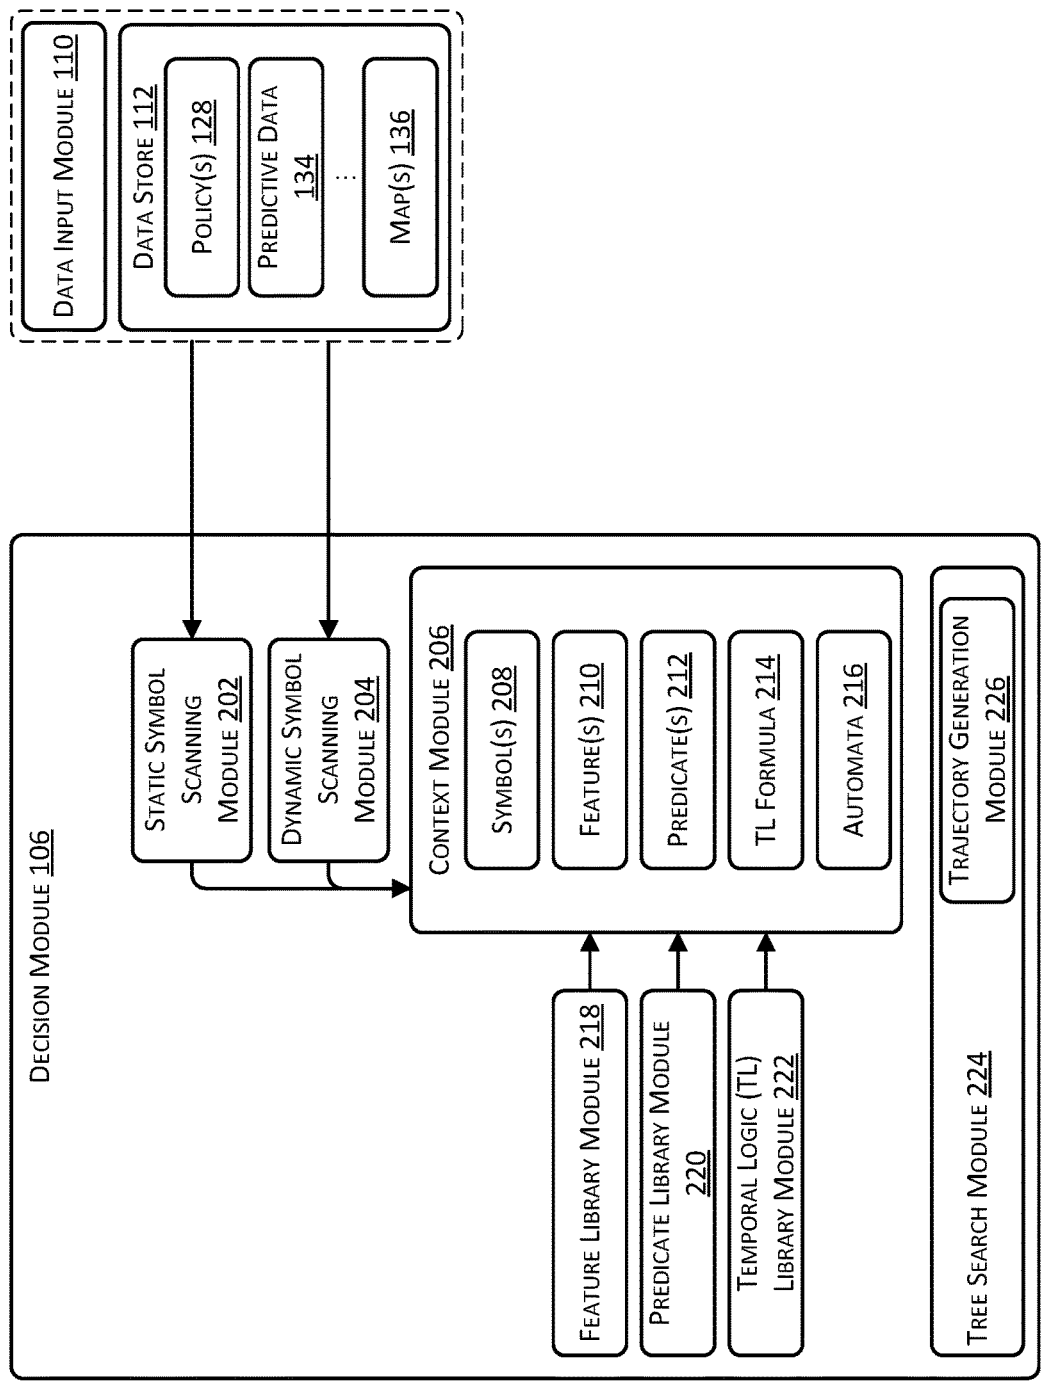 DECISION MODULE 106
STATIC SYMBOL
SCANNING
MODULE 202
DYNAMIC SYMBOL
SCANNING
MODULE 204
DATA INPUT MODULE 110
DATA STORE 112
POLICY(S) 128
PREDICTIVE DATA
134
...
MAP(S) 136
CONTEXT MODULE 206
SYMBOL(S) 208
FEATURE(S) 210
PREDICATE(S) 212
TL FORMULA 214
AUTOMATA 216
FEATURE LIBRARY MODULE 218
PREDICATE LIBRARY MODULE
220
TEMPORAL LOGIC (TL)
LIBRARY MODULE 222
TREE SEARCH MODULE 224
TRAJECTORY GENERATION
MODULE 226